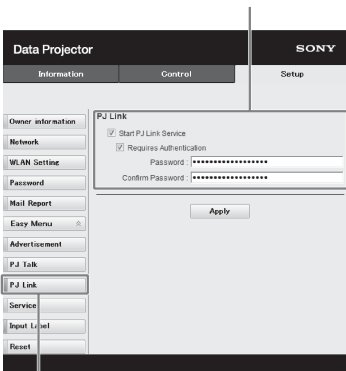 Data Projector
SONY
Information
Control
Setup
Owner information
Network
WLAN Setting
Password
Mail Report
Easy Menu
Advertisement
PJ Talk
PJ Link
Service
Input Label
Reset
PJ Link
Start PJ Link Service
Requires Authentication
Password :
Confirm Password :
Apply